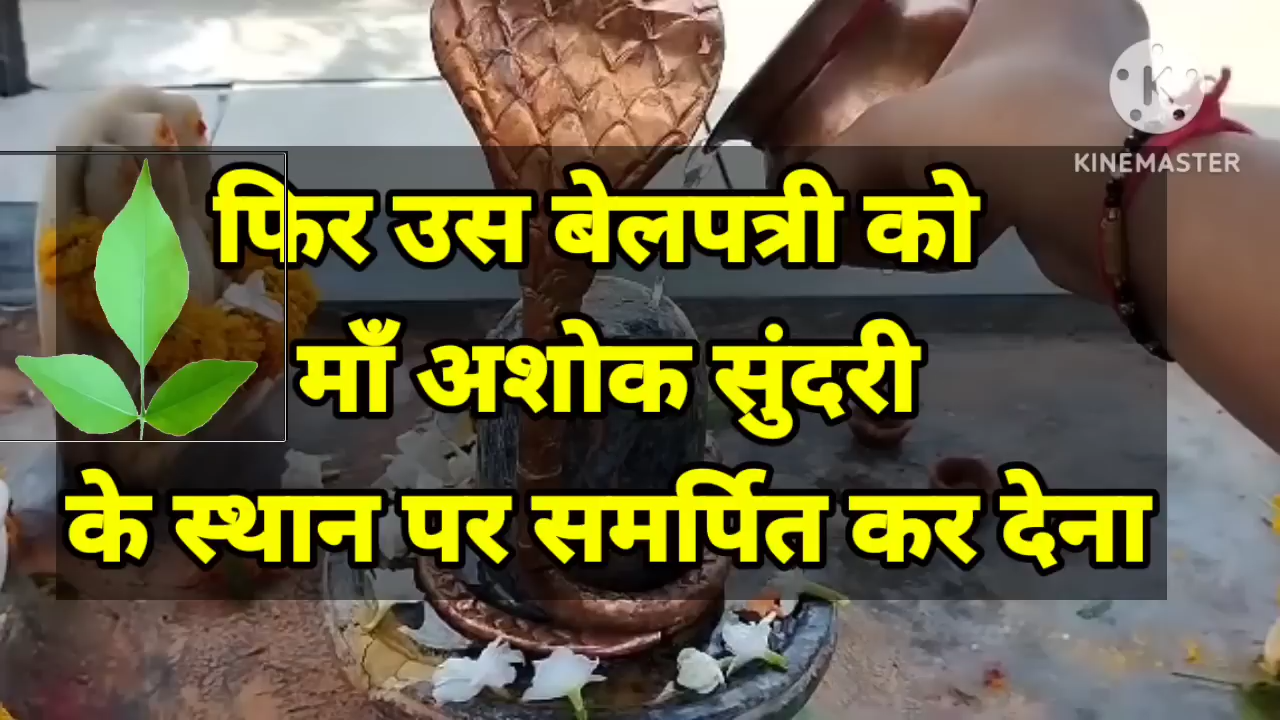 KINEMASTER
फिर उस बेलपत्री को
माँ अशोक सुंदरी
के स्थान पर समर्पित कर देना